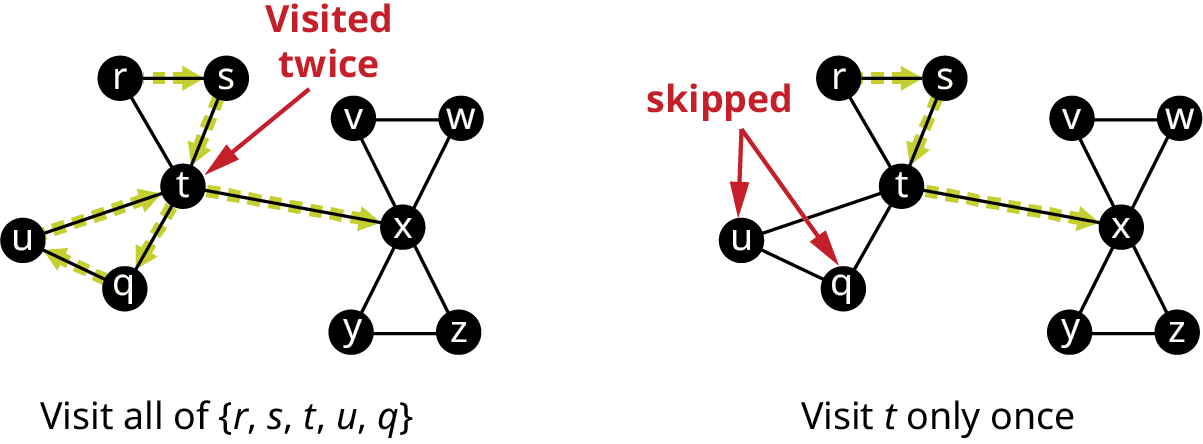 Visited
twice
r
s
v
w
t
u
x
q
y
z
Visit all of {r, s, t, u, q}
skipped
r
s
v
w
t
u
x
q
y
z
Visit t only once